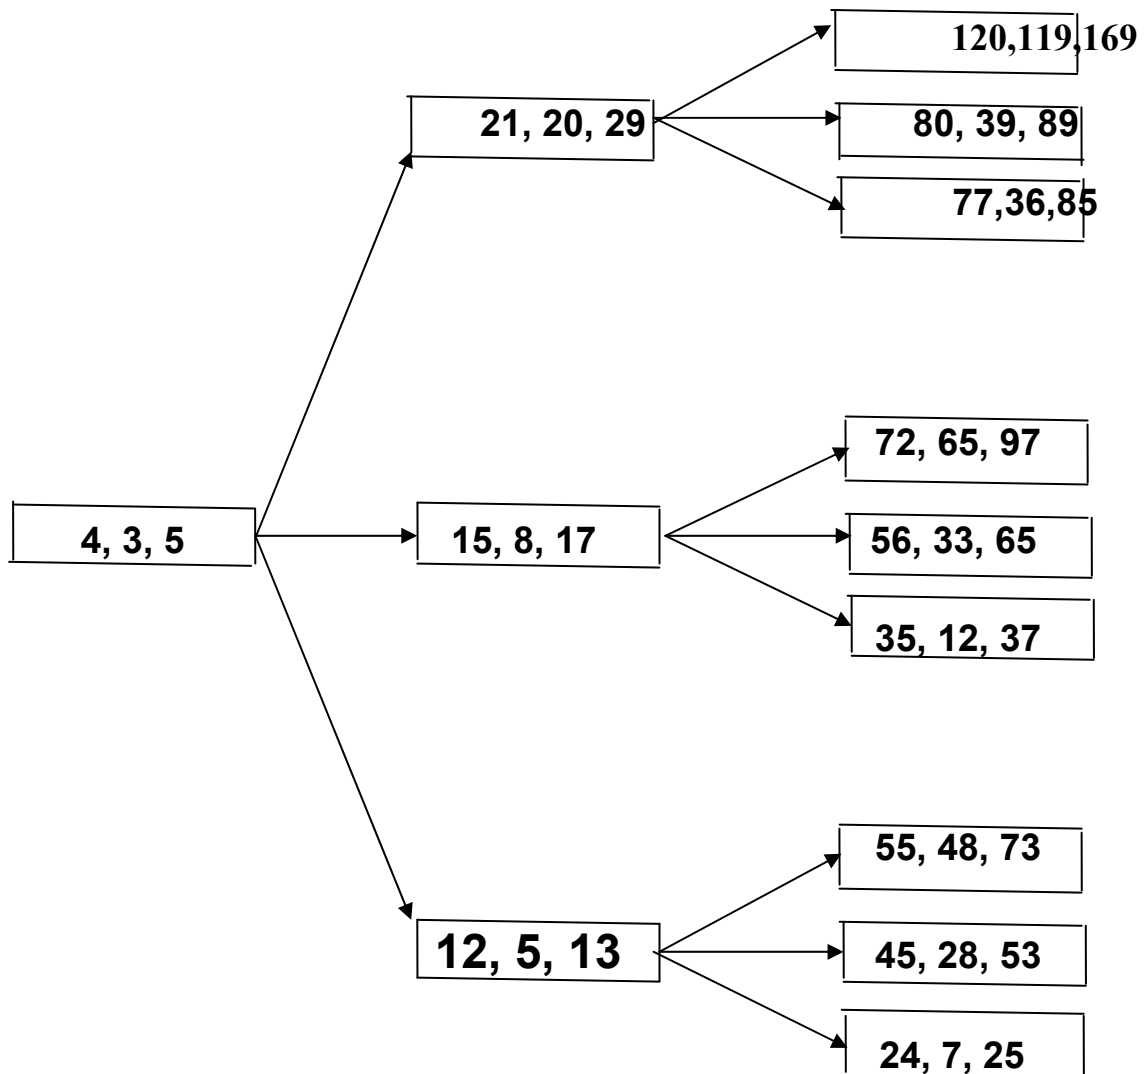 120,119,169
21, 20, 29
80, 39, 89
77,36,85
72, 65, 97
4, 3, 5
15, 8, 17
56, 33, 65
35, 12, 37
55, 48, 73
12, 5, 13
45, 28, 53
24, 7, 25